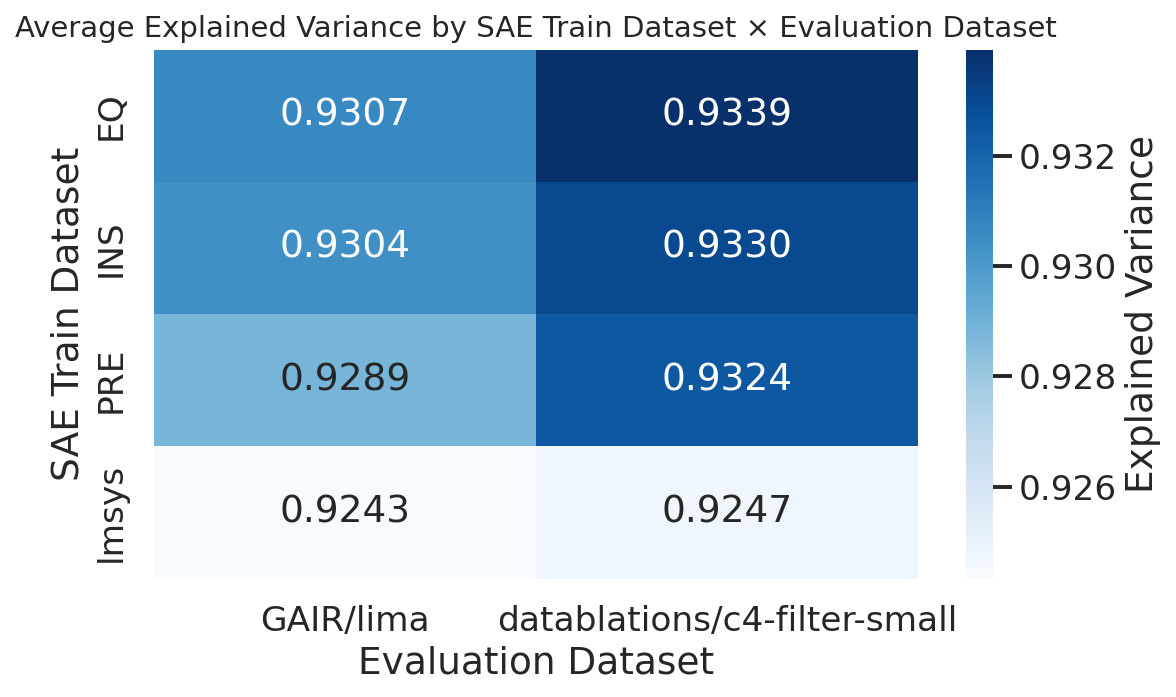 Average Explained Variance by SAE Train Dataset × Evaluation Dataset
SAE Train Dataset
EQ
0.9307
0.9339
INS
0.9304
0.9330
PRE
0.9289
0.9324
lmsys
0.9243
0.9247
GAIR/lima
datablations/c4-filter-small
Evaluation Dataset
0.932
0.930
0.928
0.926
Explained Variance